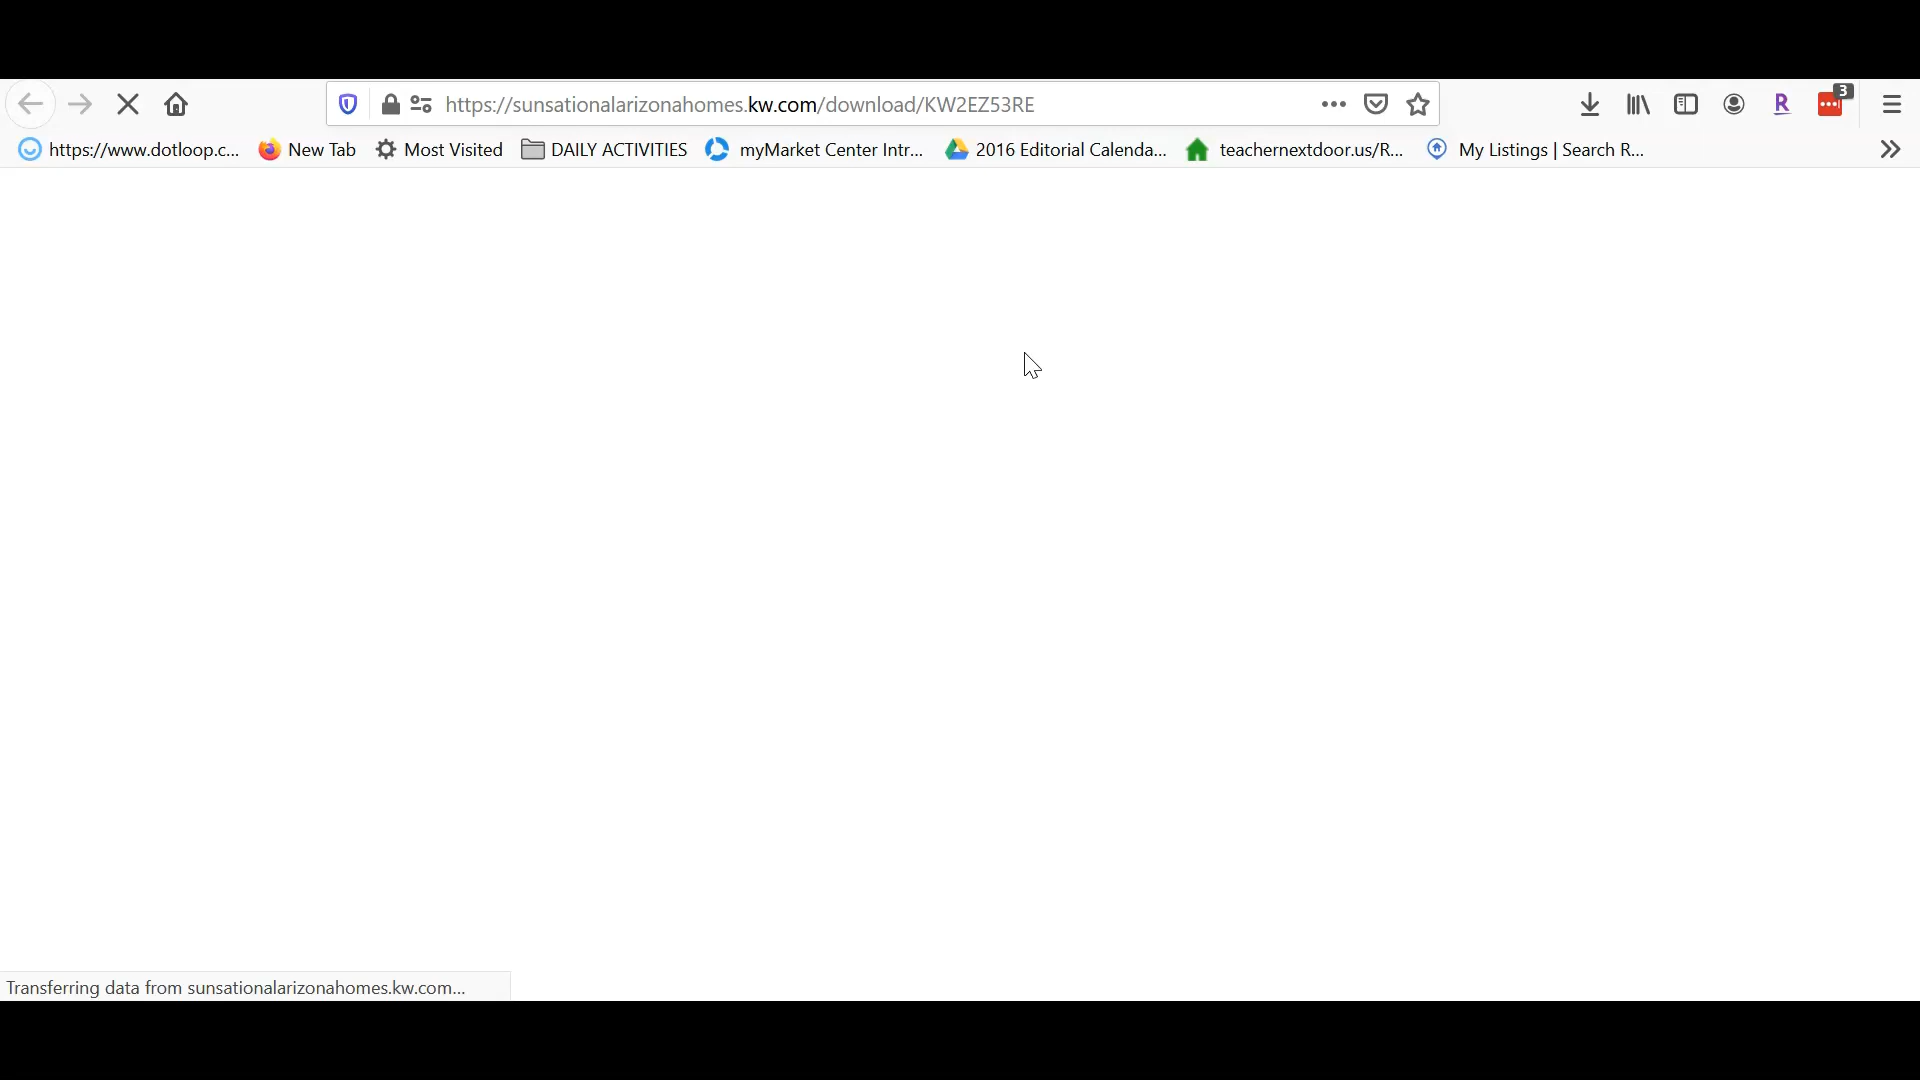 https://sunsationalarizonahomes.kw.com/download/KW2EZ53RE
R
3
https://www.dotloop.c... New Tab Most Visited DAILY ACTIVITIES myMarket Center Intr... 2016 Editorial Calenda... teachernextdoor.us/R... My Listings | Search R...
Transferring data from sunsationalarizonahomes.kw.com...